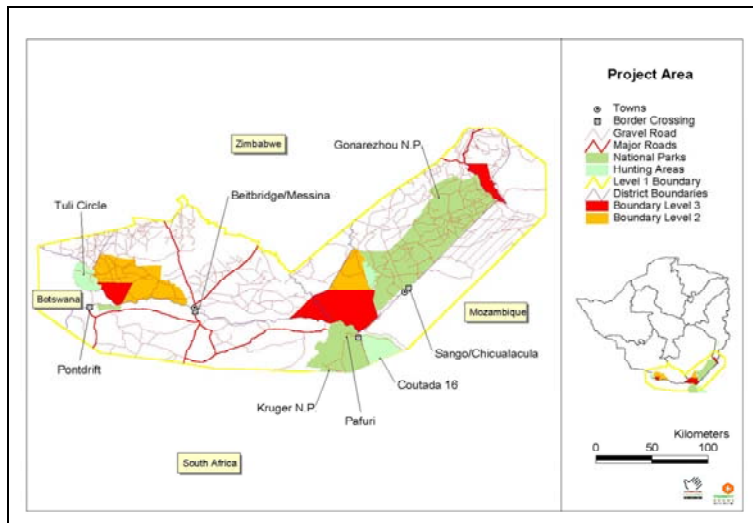 Zimbabwe
Gonarezhou N.P.
Tuli Circle
Beitbridge/Messina
Botswana
Mozambique
Sango/Chicualacula
Pontdrift
Coutada 16
Kruger N.P.
Pafuri
South Africa
Project Area
Towns
Border Crossing
Gravel Road
Major Roads
National Parks
Hunting Areas
Level 1 Boundary
District Boundaries
Boundary Level 3
Boundary Level 2
Kilometers
0 50 100